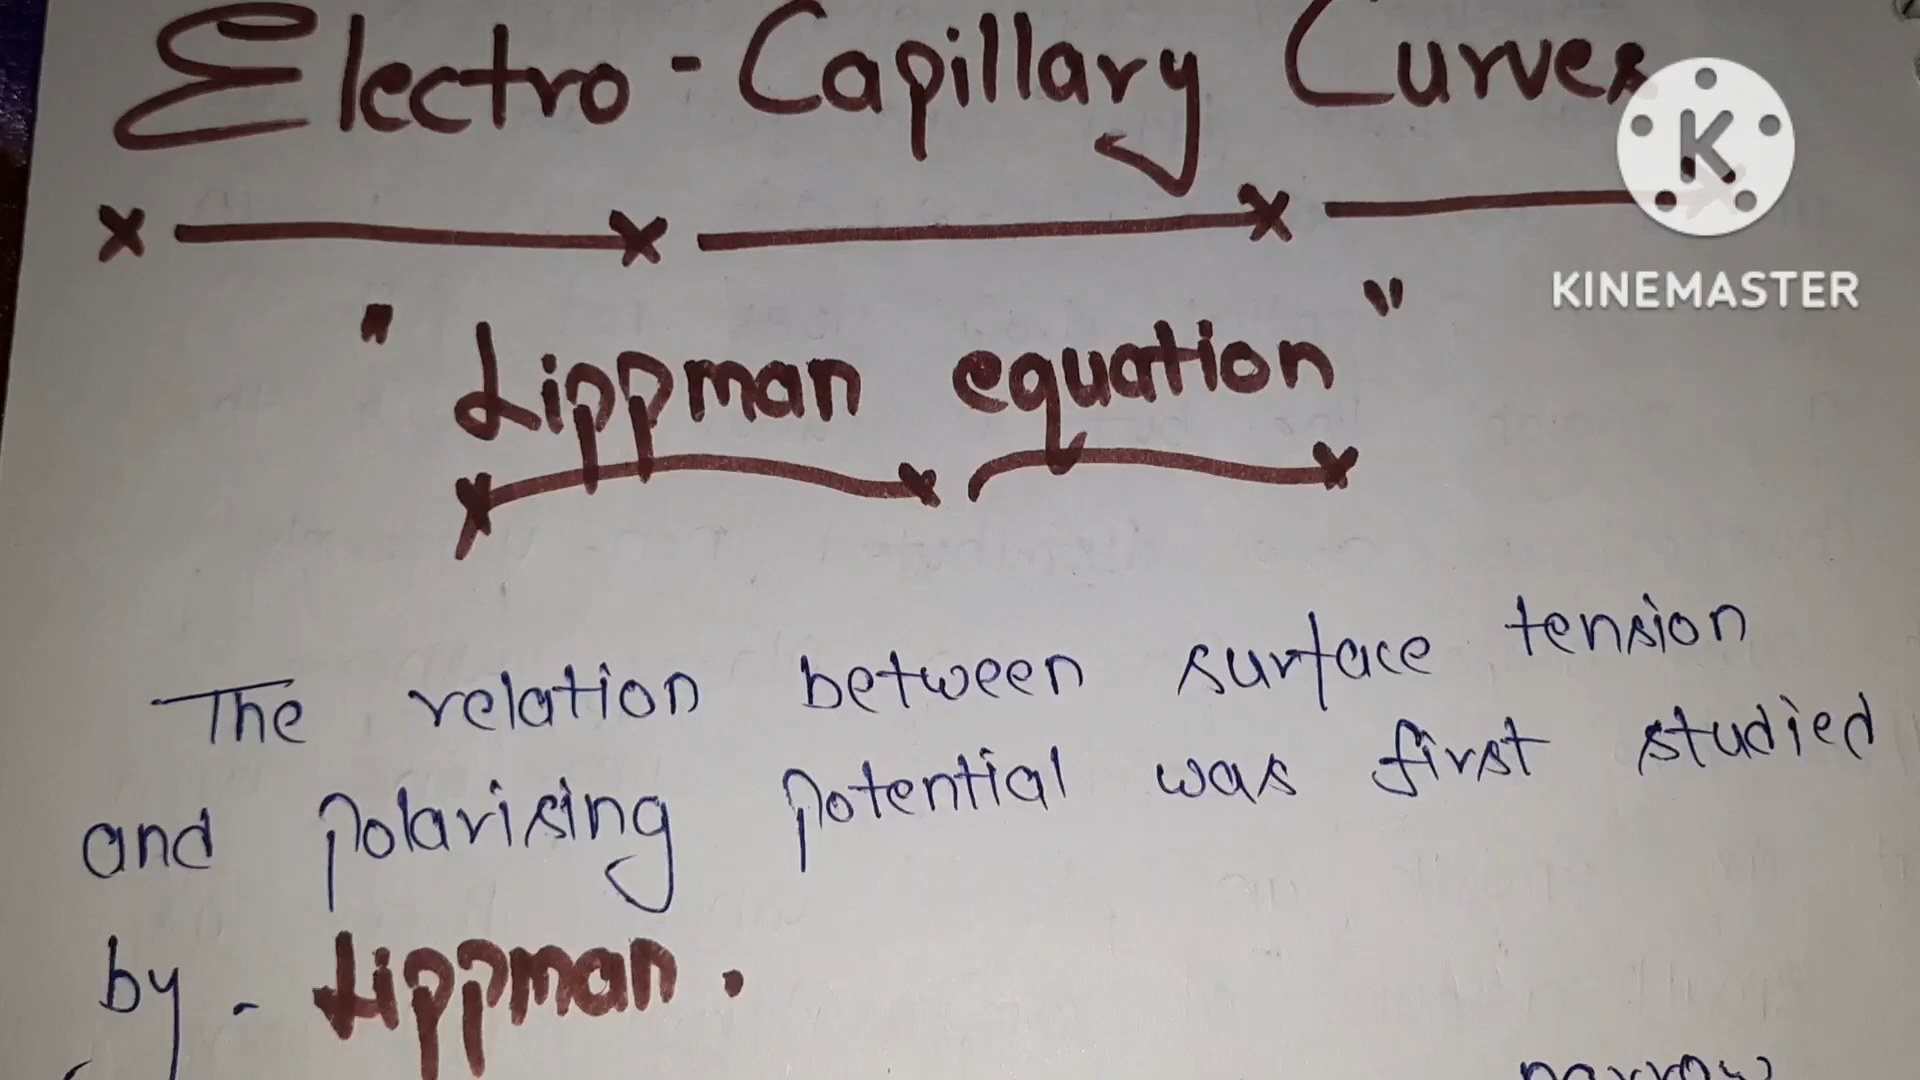 Electro - Capillary Curves
K
KINEMASTER
" Lippman equation "
The relation between surface tension
and polarising potential was first studied
by - Lippman .
narrow